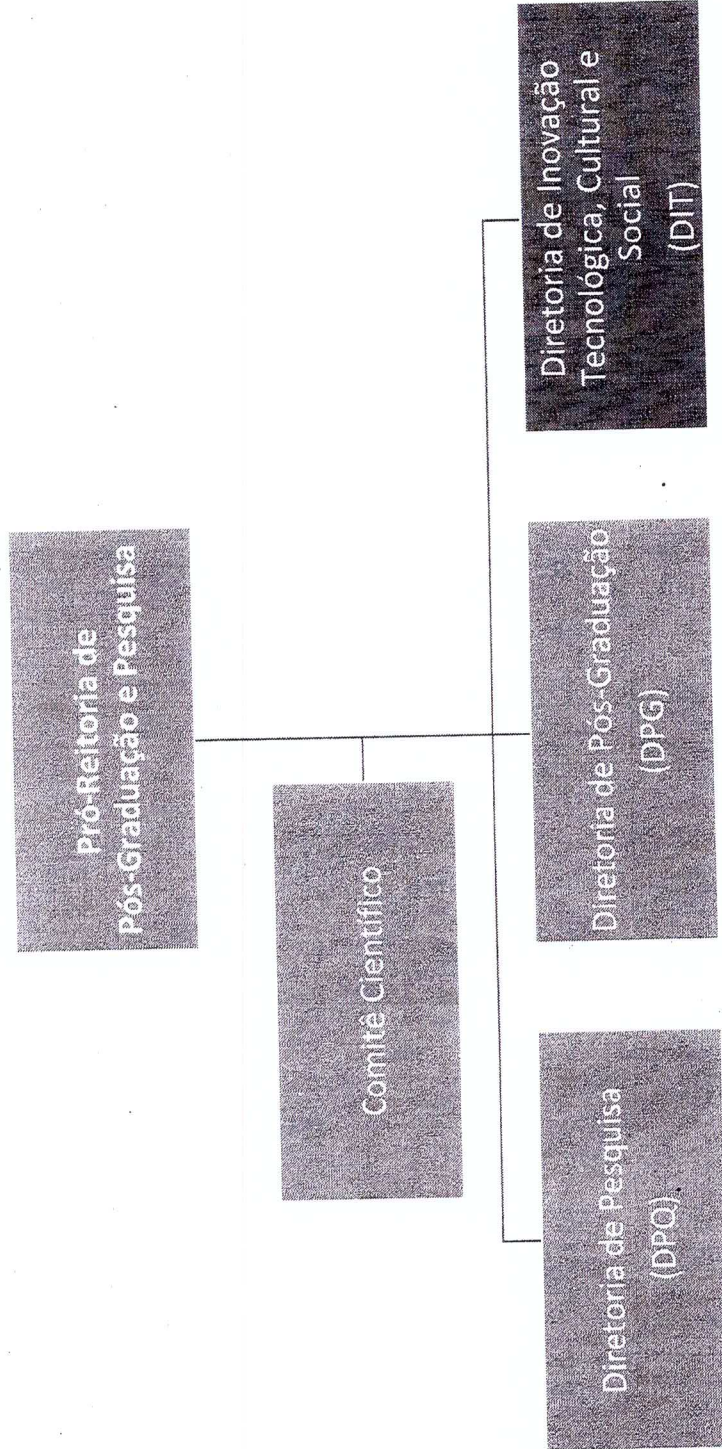 Pró-Reitoria de
Pós-Graduação e Pesquisa
Comitê Científico
Diretoria de Pesquisa
(DPQ)
Diretoria de Pós-Graduação
(DPG)
Diretoria de Inovação
Tecnológica, Cultural e
Social
(DIT)